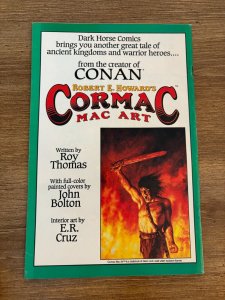 Dark Horse Comics
brings you another great tale of
ancient kingdoms and warrior heroes....
from the creator of
CONAN™
ROBERT E. HOWARD'S
CORMAC
MAC ART
Written by
Roy
Thomas
With full-color
painted covers by
John
Bolton
Interior art by
E.R.
Cruz